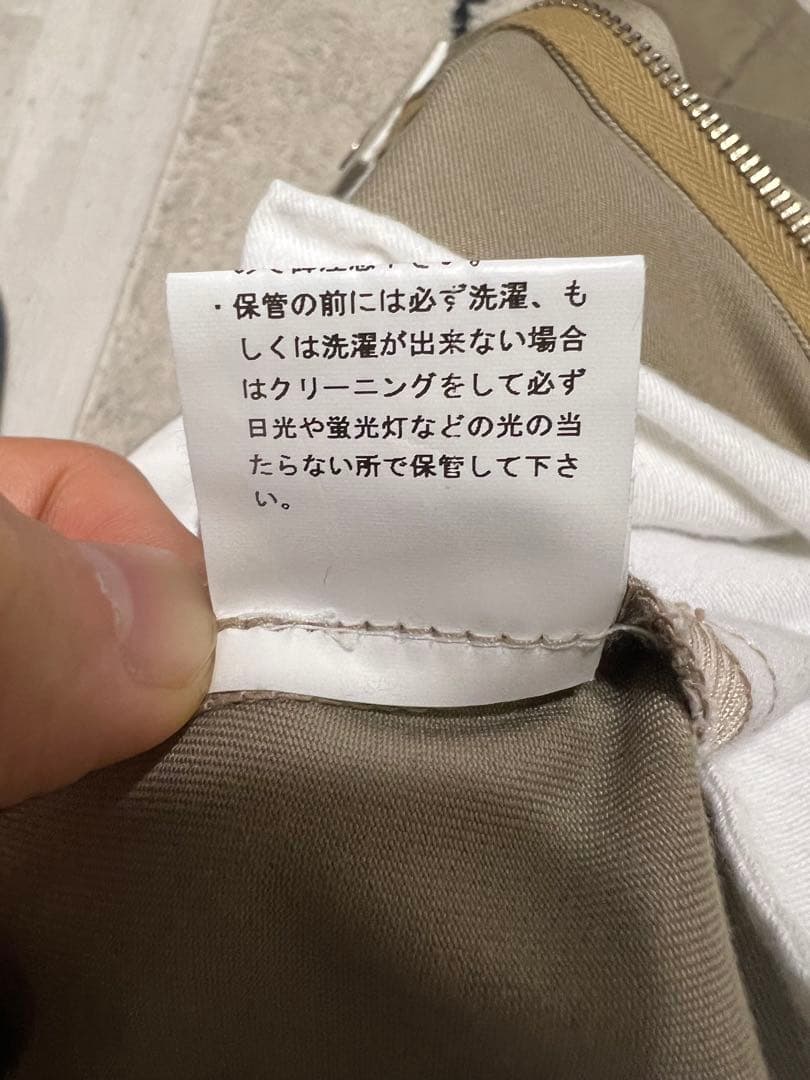 ・保管の前には必ず洗濯、も
しくは洗濯が出来ない場合
はクリーニングをして必ず
日光や蛍光灯などの光の当
たらない所で保管して下さ
い。